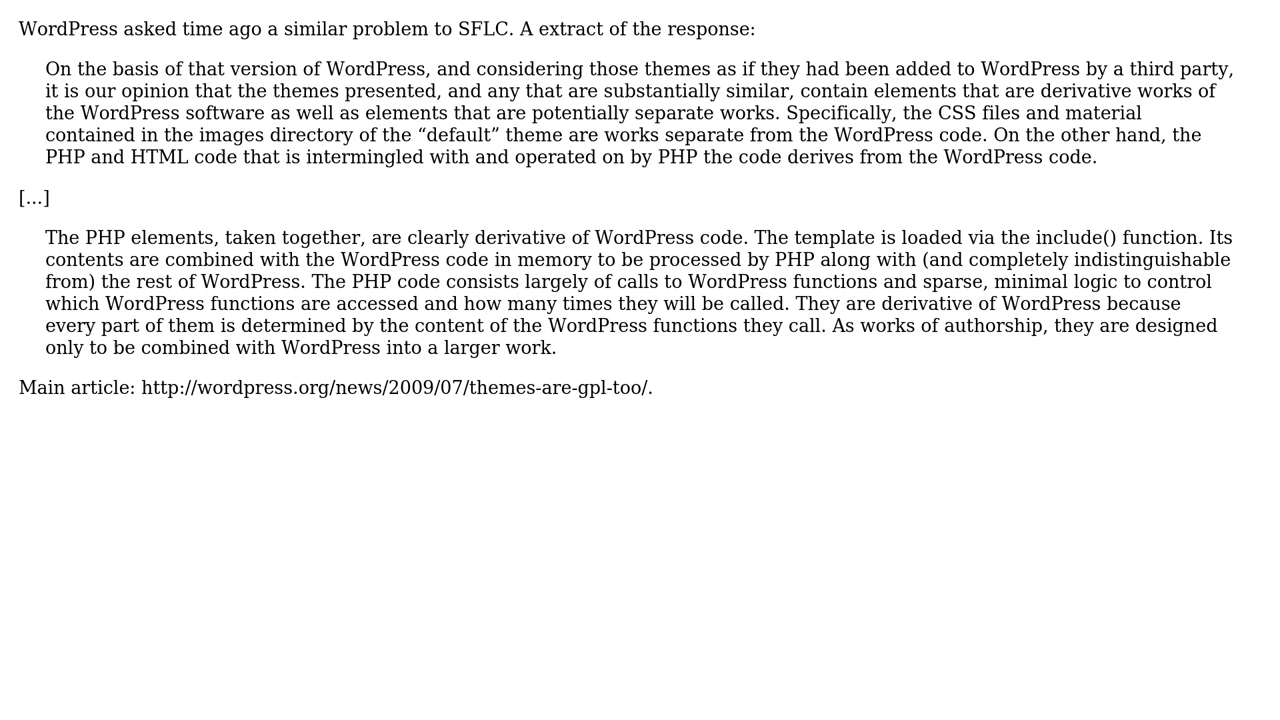 WordPress asked time ago a similar problem to SFLC. A extract of the response:
On the basis of that version of WordPress, and considering those themes as if they had been added to WordPress by a third party,
it is our opinion that the themes presented, and any that are substantially similar, contain elements that are derivative works of
the WordPress software as well as elements that are potentially separate works. Specifically, the CSS files and material
contained in the images directory of the “default” theme are works separate from the WordPress code. On the other hand, the
PHP and HTML code that is intermingled with and operated on by PHP the code derives from the WordPress code.
[...]
The PHP elements, taken together, are clearly derivative of WordPress code. The template is loaded via the include() function. Its
contents are combined with the WordPress code in memory to be processed by PHP along with (and completely indistinguishable
from) the rest of WordPress. The PHP code consists largely of calls to WordPress functions and sparse, minimal logic to control
which WordPress functions are accessed and how many times they will be called. They are derivative of WordPress because
every part of them is determined by the content of the WordPress functions they call. As works of authorship, they are designed
only to be combined with WordPress into a larger work.
Main article: http://wordpress.org/news/2009/07/themes-are-gpl-too/.